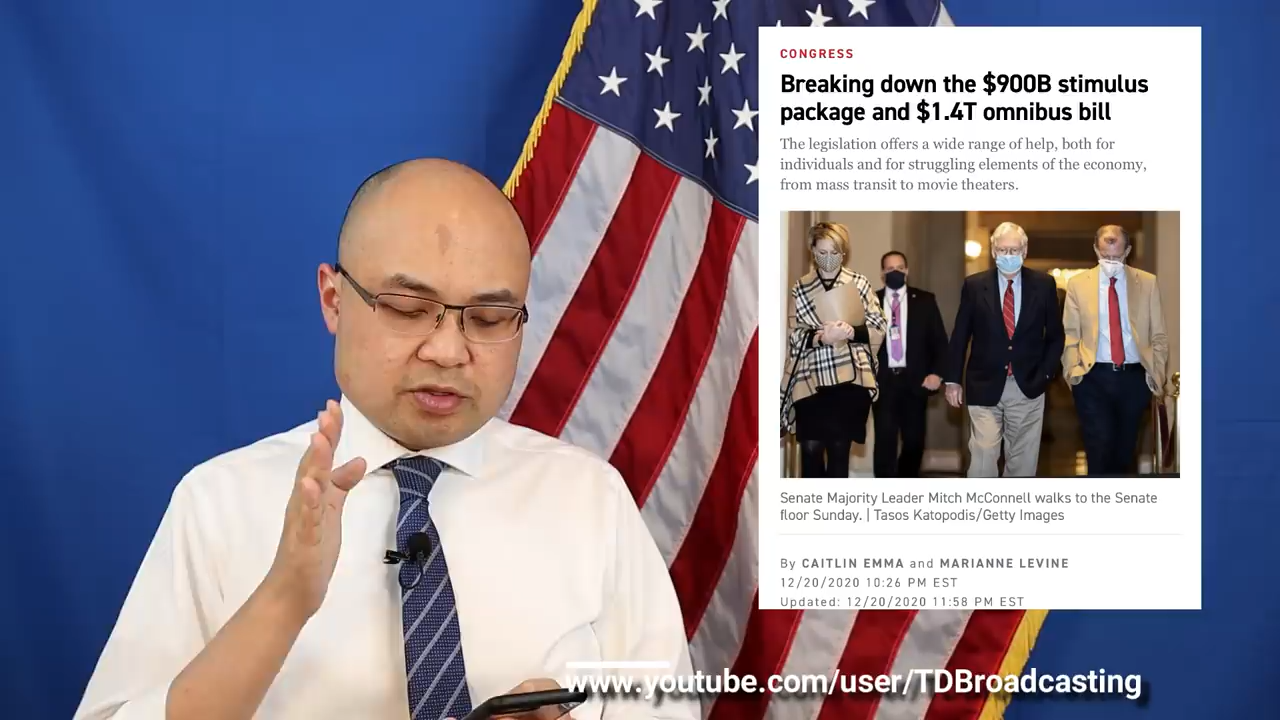 CONGRESS
Breaking down the $900B stimulus
package and $1.4T omnibus bill
The legislation offers a wide range of help, both for
individuals and for struggling elements of the economy,
from mass transit to movie theaters.
Senate Majority Leader Mitch McConnell walks to the Senate
floor Sunday. | Tasos Katopodis/Getty Images
By CAITLIN EMMA and MARIANNE LEVINE
12/20/2020 10:26 PM EST
Updated: 12/20/2020 11:58 PM EST
www.youtube.com/user/TDBroadcasting